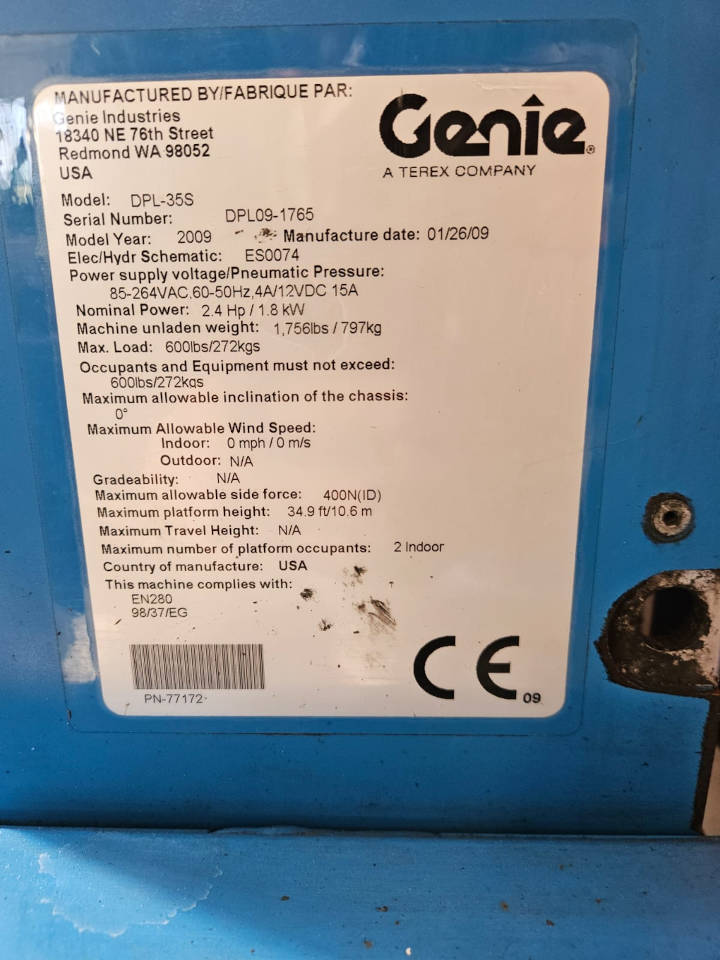 MANUFACTURED BY/FABRIQUE PAR:
Genie Industries
18340 NE 76th Street
Redmond WA 98052
USA
Genie®
A TEREX COMPANY
Model: DPL-35S
Serial Number: DPL09-1765
Model Year: 2009 Manufacture date: 01/26/09
Elec/Hydr Schematic: ES0074
Power supply voltage/Pneumatic Pressure:
85-264VAC,60-50Hz,4A/12VDC 15A
Nominal Power: 2.4 Hp / 1.8 kW
Machine unladen weight: 1,756lbs / 797kg
Max. Load: 600lbs/272kgs
Occupants and Equipment must not exceed:
600lbs/272kgs
Maximum allowable inclination of the chassis:
0°
Maximum Allowable Wind Speed:
Indoor: 0 mph / 0 m/s
Outdoor: N/A
Gradeability: N/A
Maximum allowable side force: 400N(ID)
Maximum platform height: 34.9 ft/10.6 m
Maximum Travel Height: N/A
Maximum number of platform occupants: 2 Indoor
Country of manufacture: USA
This machine complies with:
EN280
98/37/EG
PN-77172
CE 09